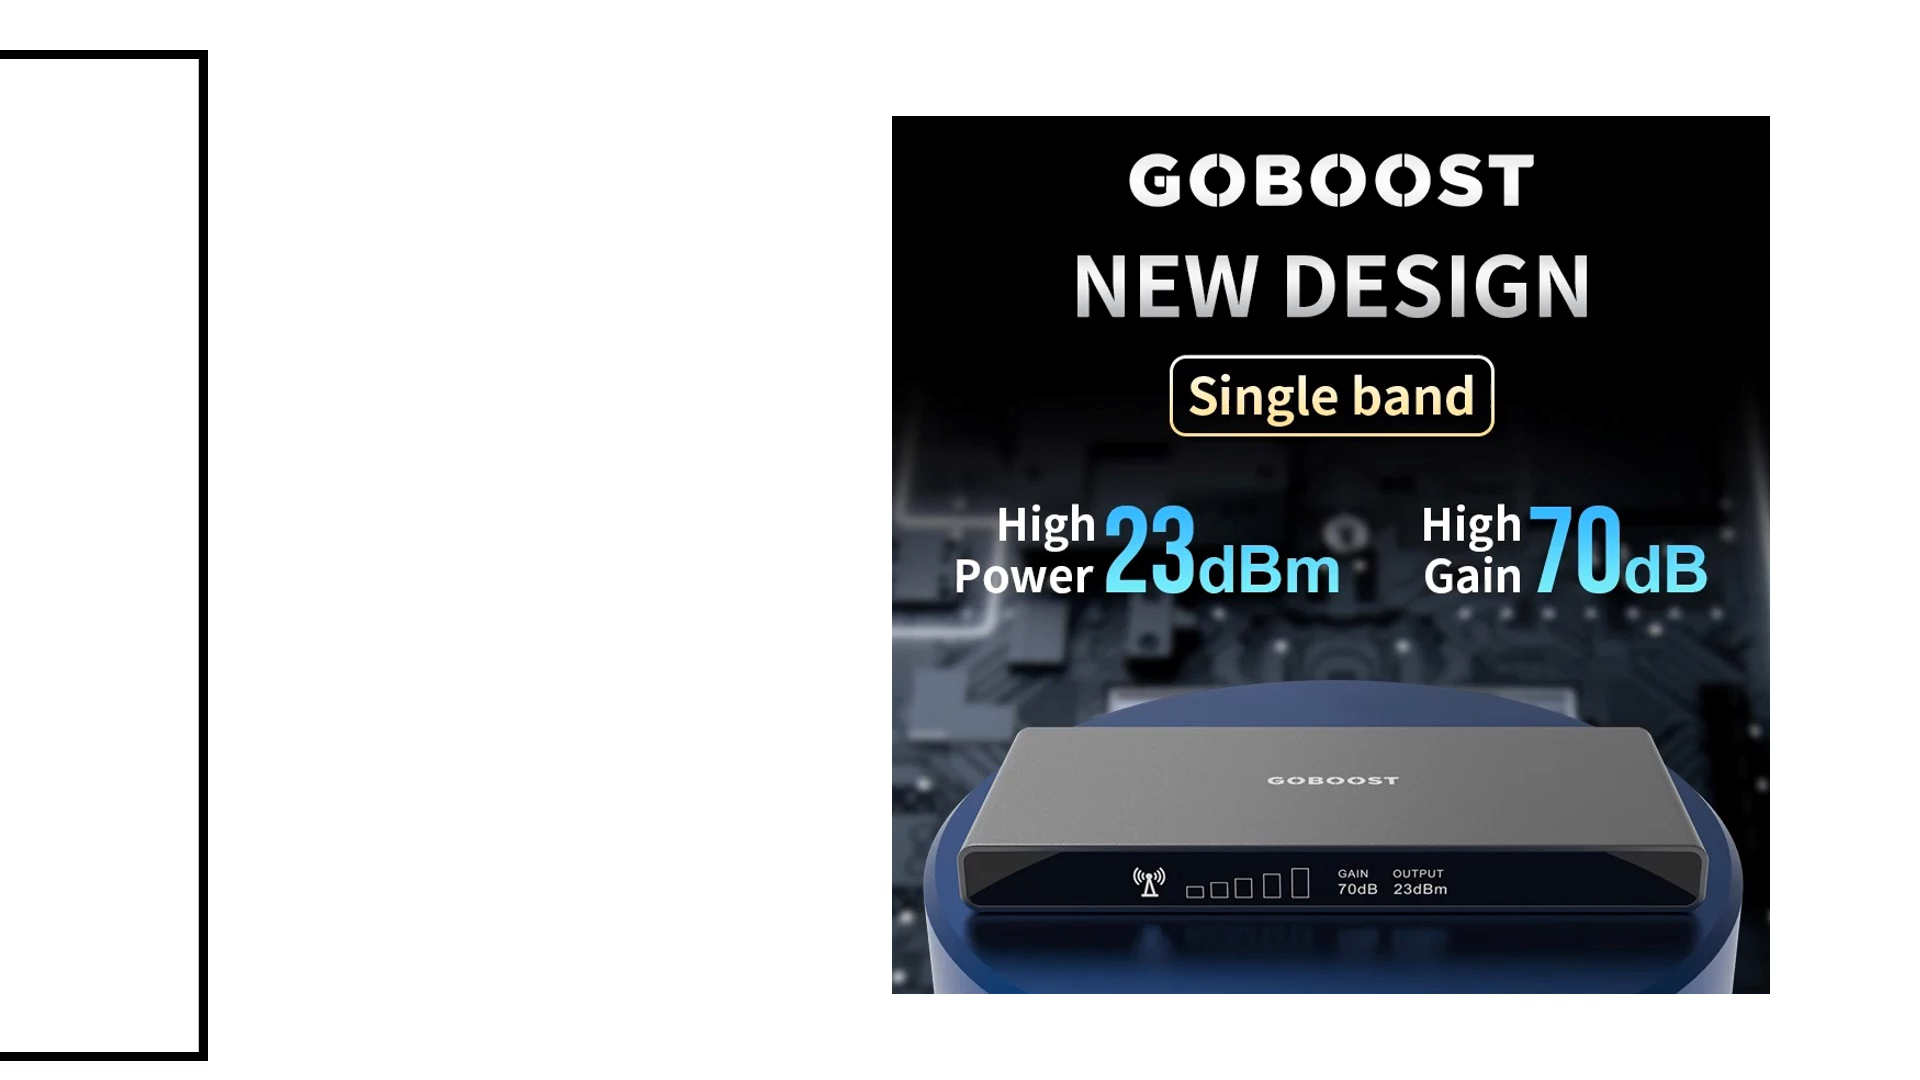 GOBOOST
NEW DESIGN
Single band
High Power 23dBm
High Gain 70dB
GOBOOST
GAIN OUTPUT
70dB 23dBm